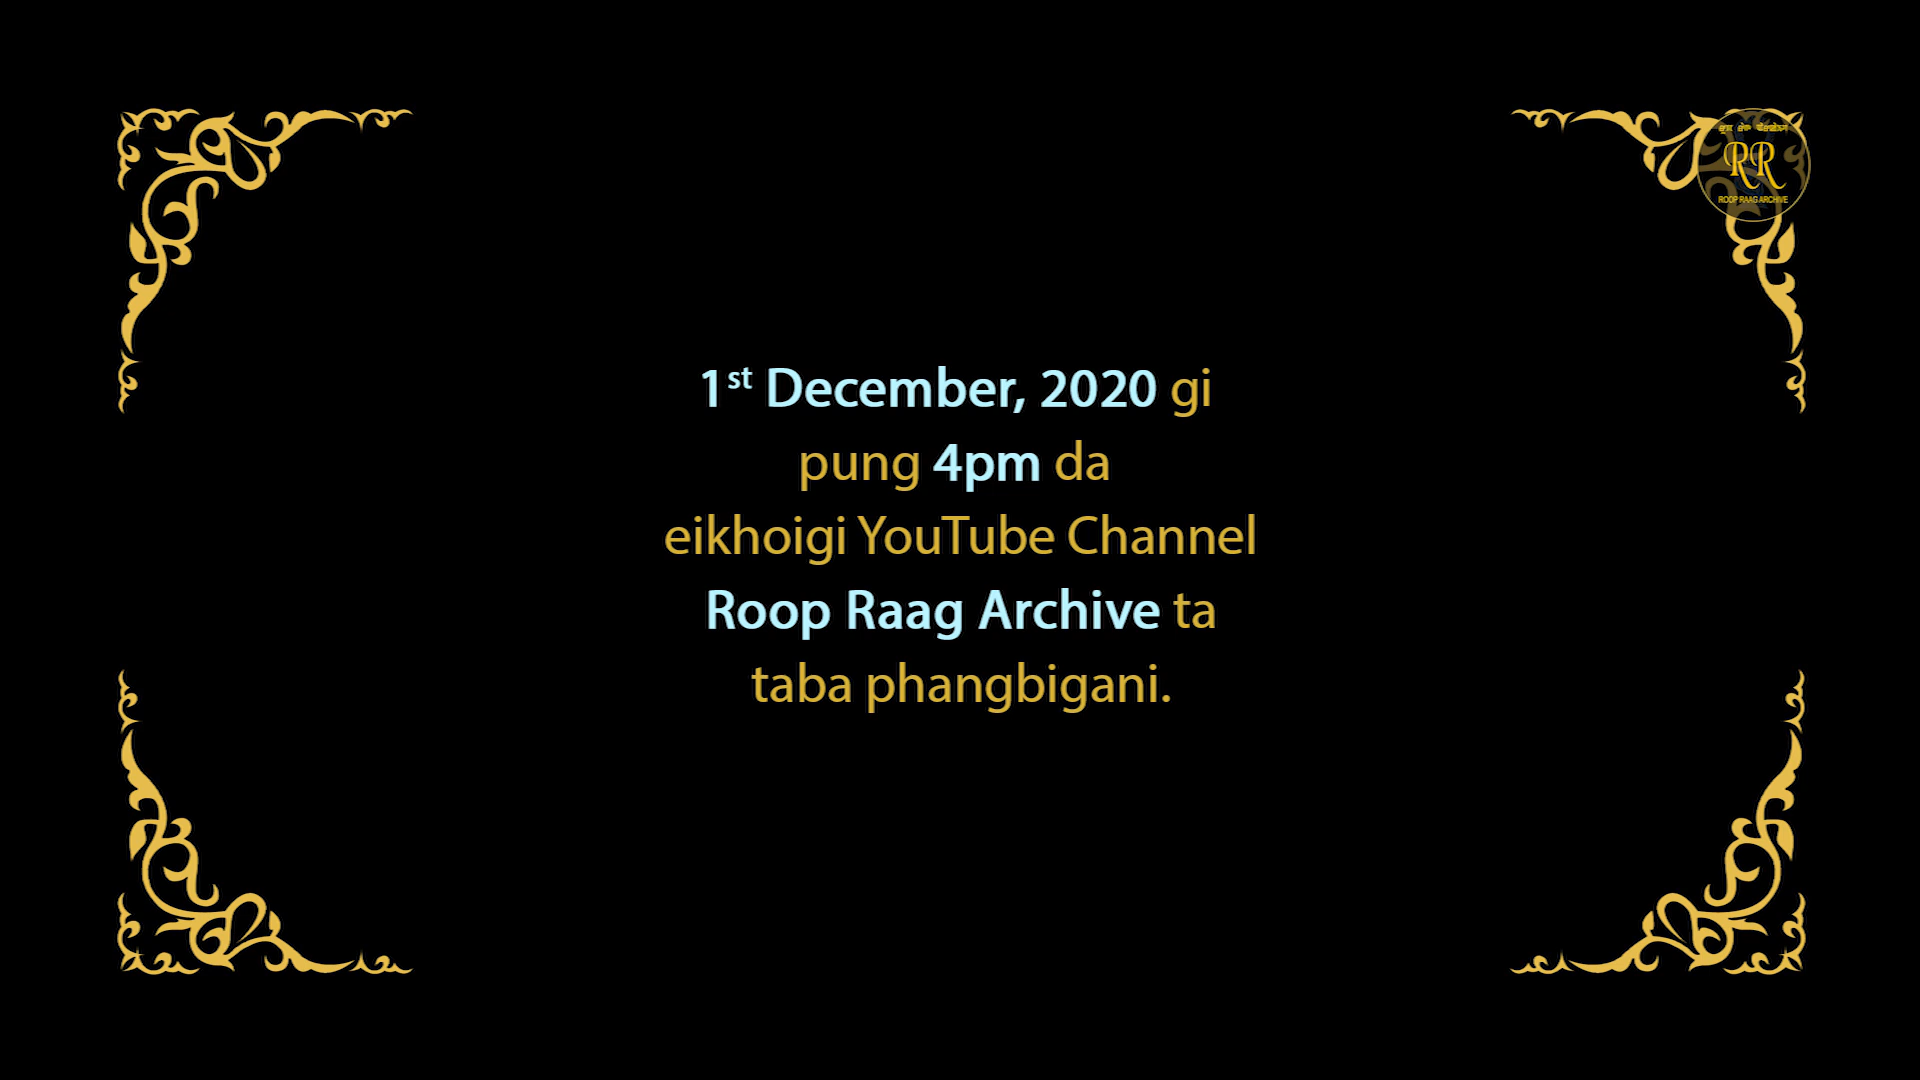 RR
ROOP RAAG ARCHIVE
1st December, 2020 gi
pung 4pm da
eikhoigi YouTube Channel
Roop Raag Archive ta
taba phangbigani.